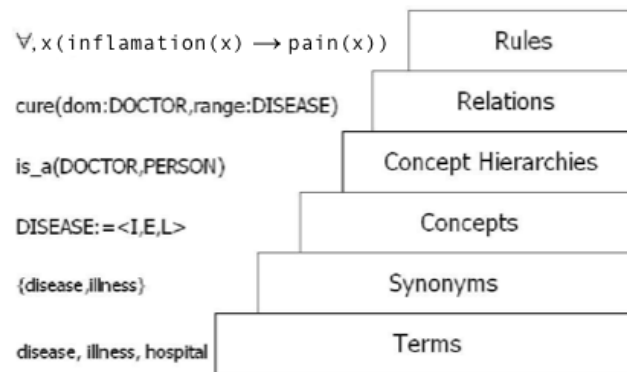 ∀,x(inflamation(x) → pain(x)) Rules
cure(dom:DOCTOR,range:DISEASE) Relations
is_a(DOCTOR,PERSON) Concept Hierarchies
DISEASE:=<I,E,L> Concepts
{disease,illness} Synonyms
disease, illness, hospital Terms